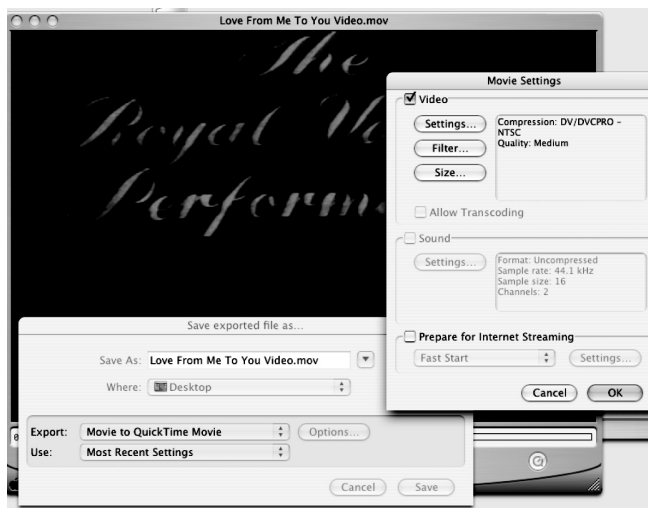 Love From Me To You Video.mov
The
Royal
Perform
Movie Settings
Video
Settings...
Filter...
Size...
Compression: DV/DVCPRO –
NTSC
Quality: Medium
Allow Transcoding
Sound
Settings...
Format: Uncompressed
Sample rate: 44.1 kHz
Sample size: 16
Channels: 2
Prepare for Internet Streaming
Fast Start
Settings...
Cancel
OK
Save exported file as...
Save As: Love From Me To You Video.mov
Where: Desktop
Export: Movie to QuickTime Movie
Options...
Use: Most Recent Settings
Cancel
Save